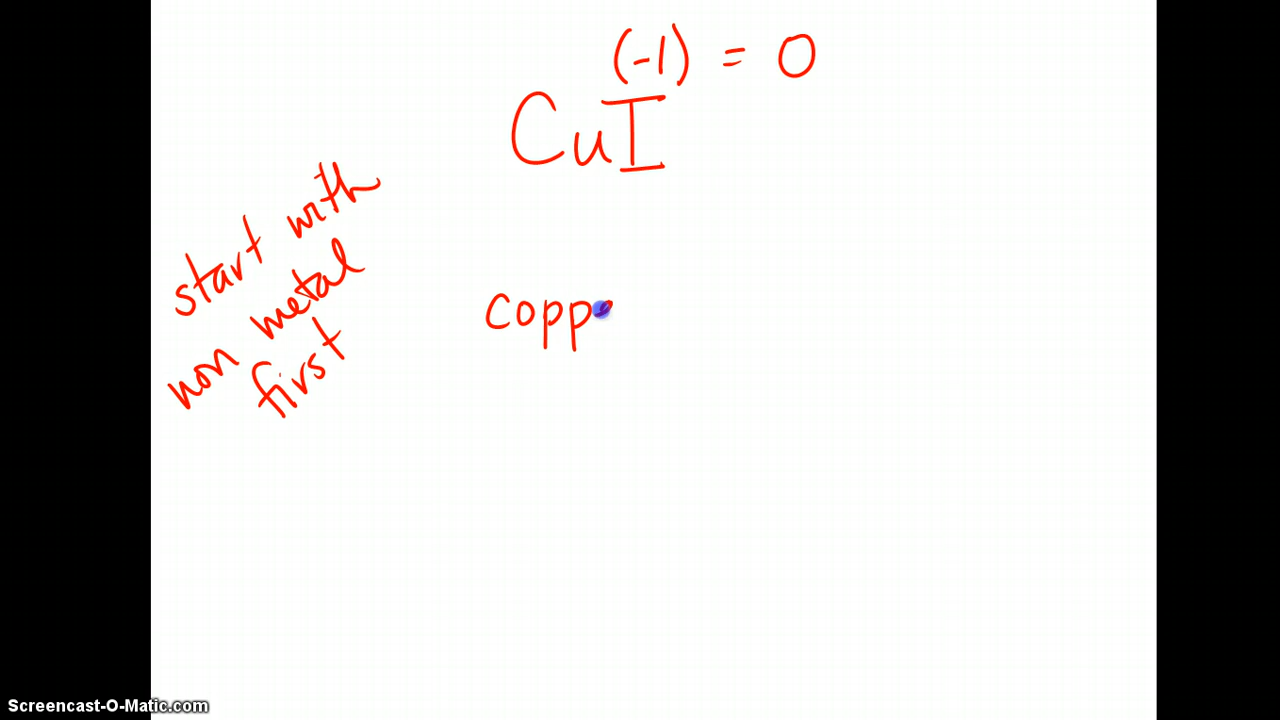 (-1) = 0
CuI
start with
non metal
first
copp
Screencast-O-Matic.com